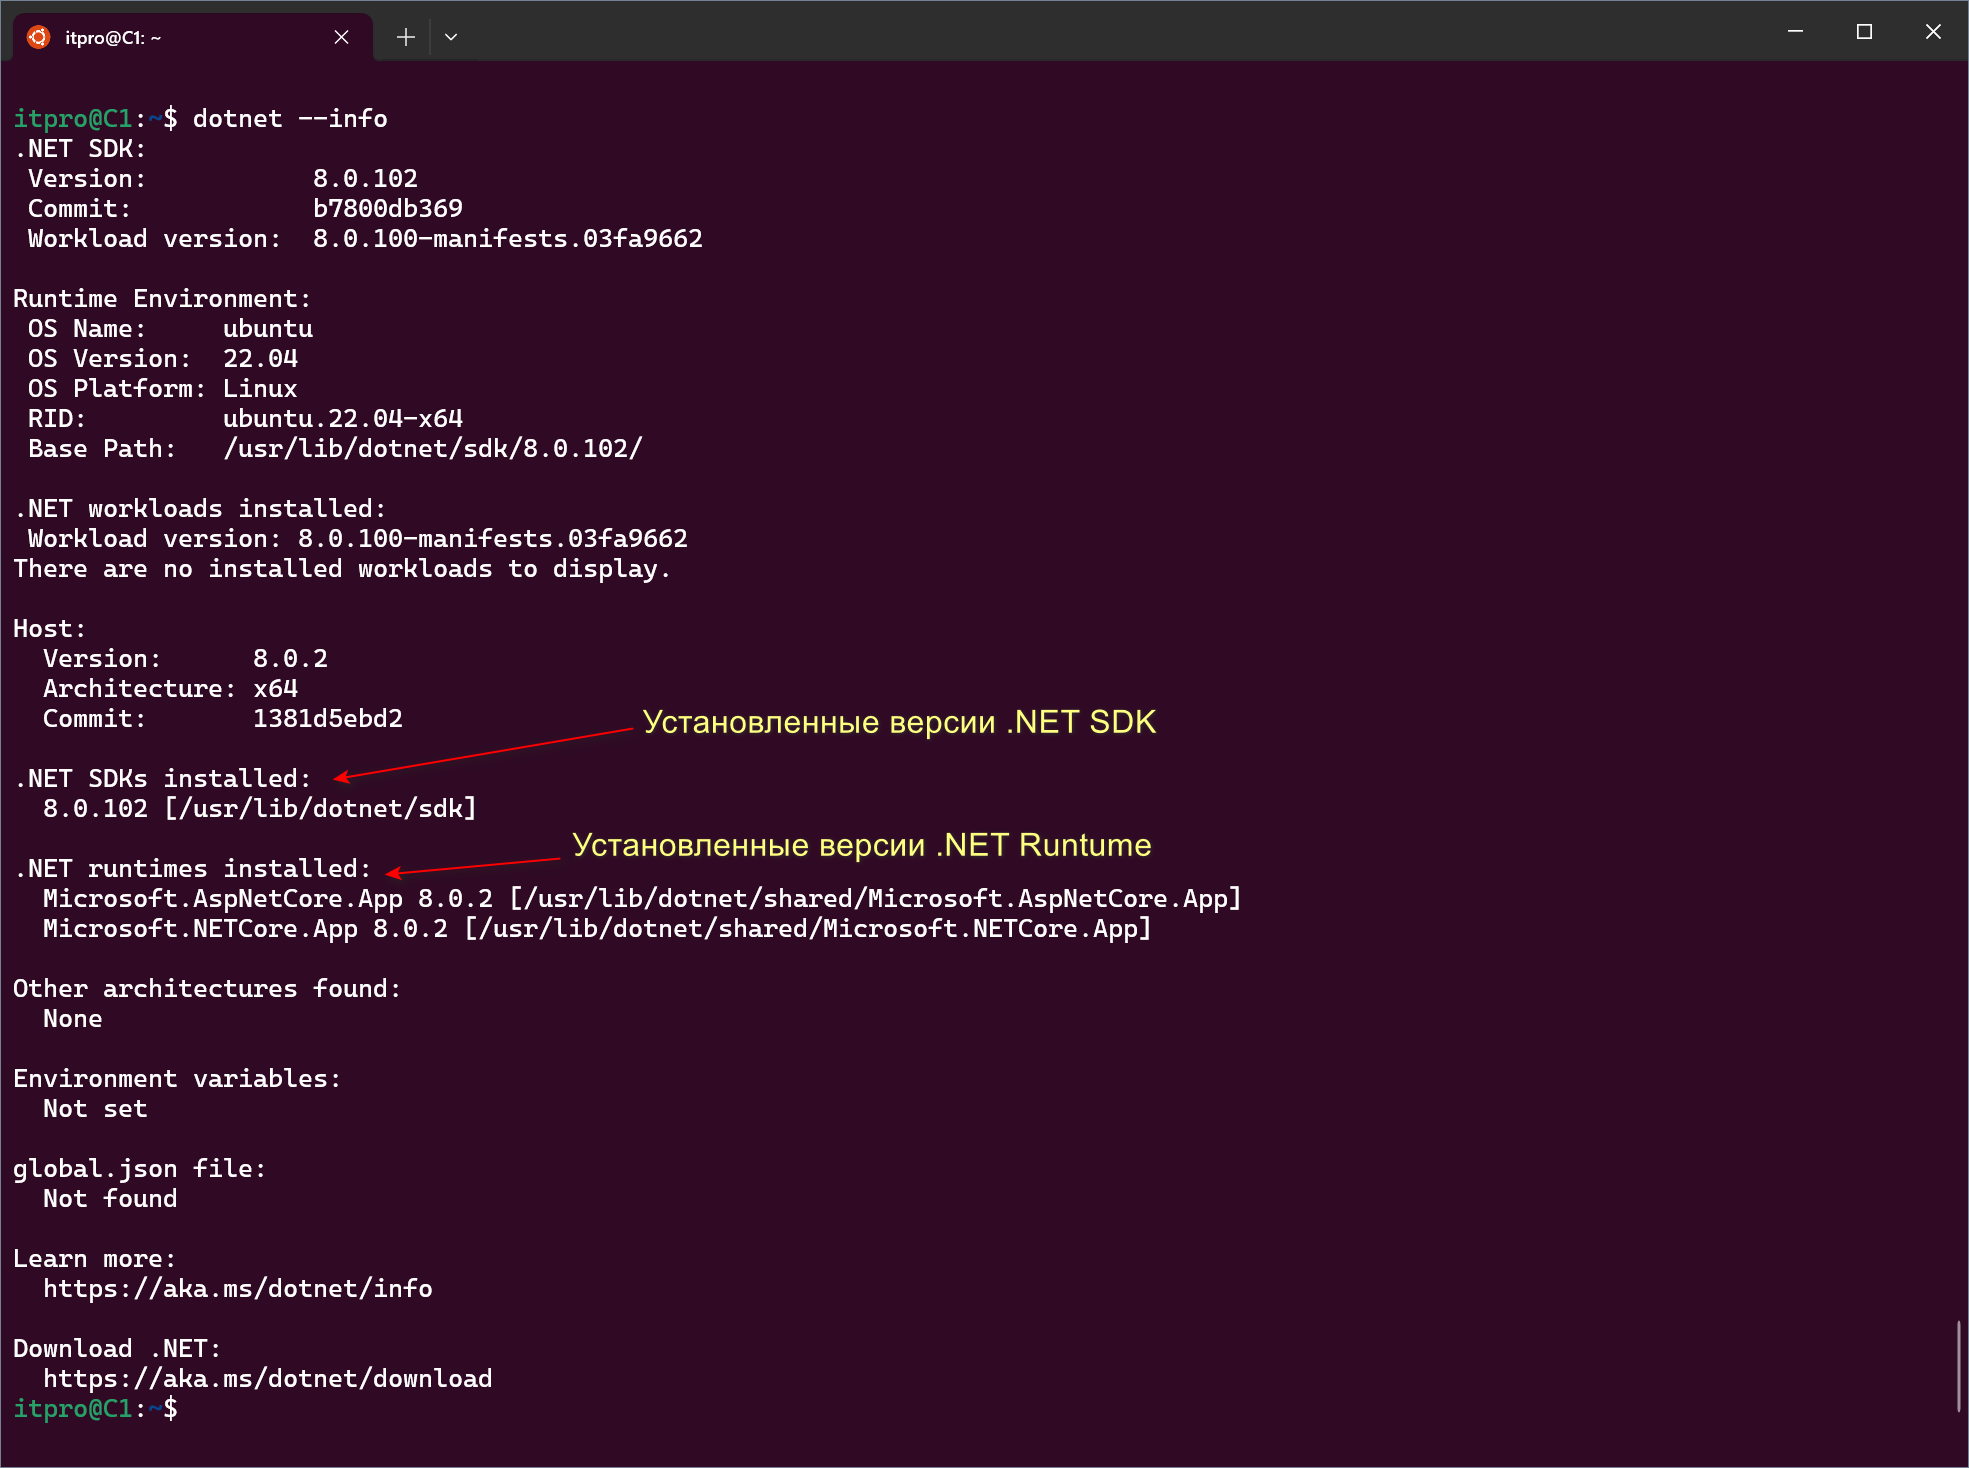 itpro@C1: ~
itpro@C1:~$ dotnet --info
.NET SDK:
 Version:           8.0.102
 Commit:            b7800db369
 Workload version:  8.0.100-manifests.03fa9662

Runtime Environment:
 OS Name:     ubuntu
 OS Version:  22.04
 OS Platform: Linux
 RID:         ubuntu.22.04-x64
 Base Path:   /usr/lib/dotnet/sdk/8.0.102/

.NET workloads installed:
 Workload version: 8.0.100-manifests.03fa9662
There are no installed workloads to display.

Host:
  Version:      8.0.2
  Architecture: x64
  Commit:       1381d5ebd2
Установленные версии .NET SDK
.NET SDKs installed:
  8.0.102 [/usr/lib/dotnet/sdk]
Установленные версии .NET Runtume
.NET runtimes installed:
  Microsoft.AspNetCore.App 8.0.2 [/usr/lib/dotnet/shared/Microsoft.AspNetCore.App]
  Microsoft.NETCore.App 8.0.2 [/usr/lib/dotnet/shared/Microsoft.NETCore.App]

Other architectures found:
  None

Environment variables:
  Not set

global.json file:
  Not found

Learn more:
  https://aka.ms/dotnet/info

Download .NET:
  https://aka.ms/dotnet/download
itpro@C1:~$